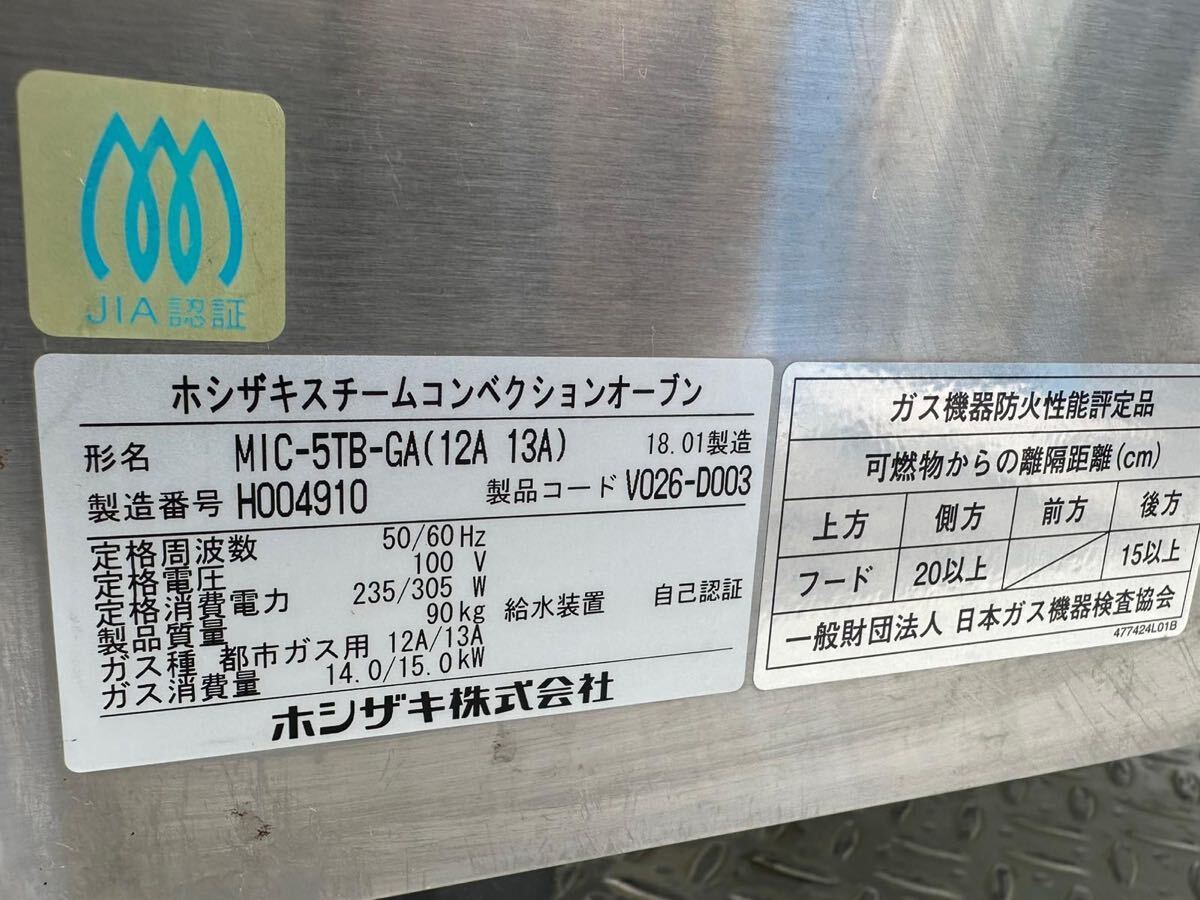 JIA認証
ホシザキスチームコンベクションオーブン
形名 MIC-5TB-GA(12A 13A) 18.01製造
製造番号 H004910 製品コード V026-D003
定格周波数 50/60 Hz
定格電圧 100 V
定格消費電力 235/305 W
製品質量 90kg 給水装置 自己認証
ガス種 都市ガス用 12A/13A
ガス消費量 14.0/15.0kW
ホシザキ株式会社
ガス機器防火性能評定品
可燃物からの離隔距離(cm)
上方 側方 前方 後方
フード 20以上 15以上
一般財団法人 日本ガス機器検査協会
477424L01B